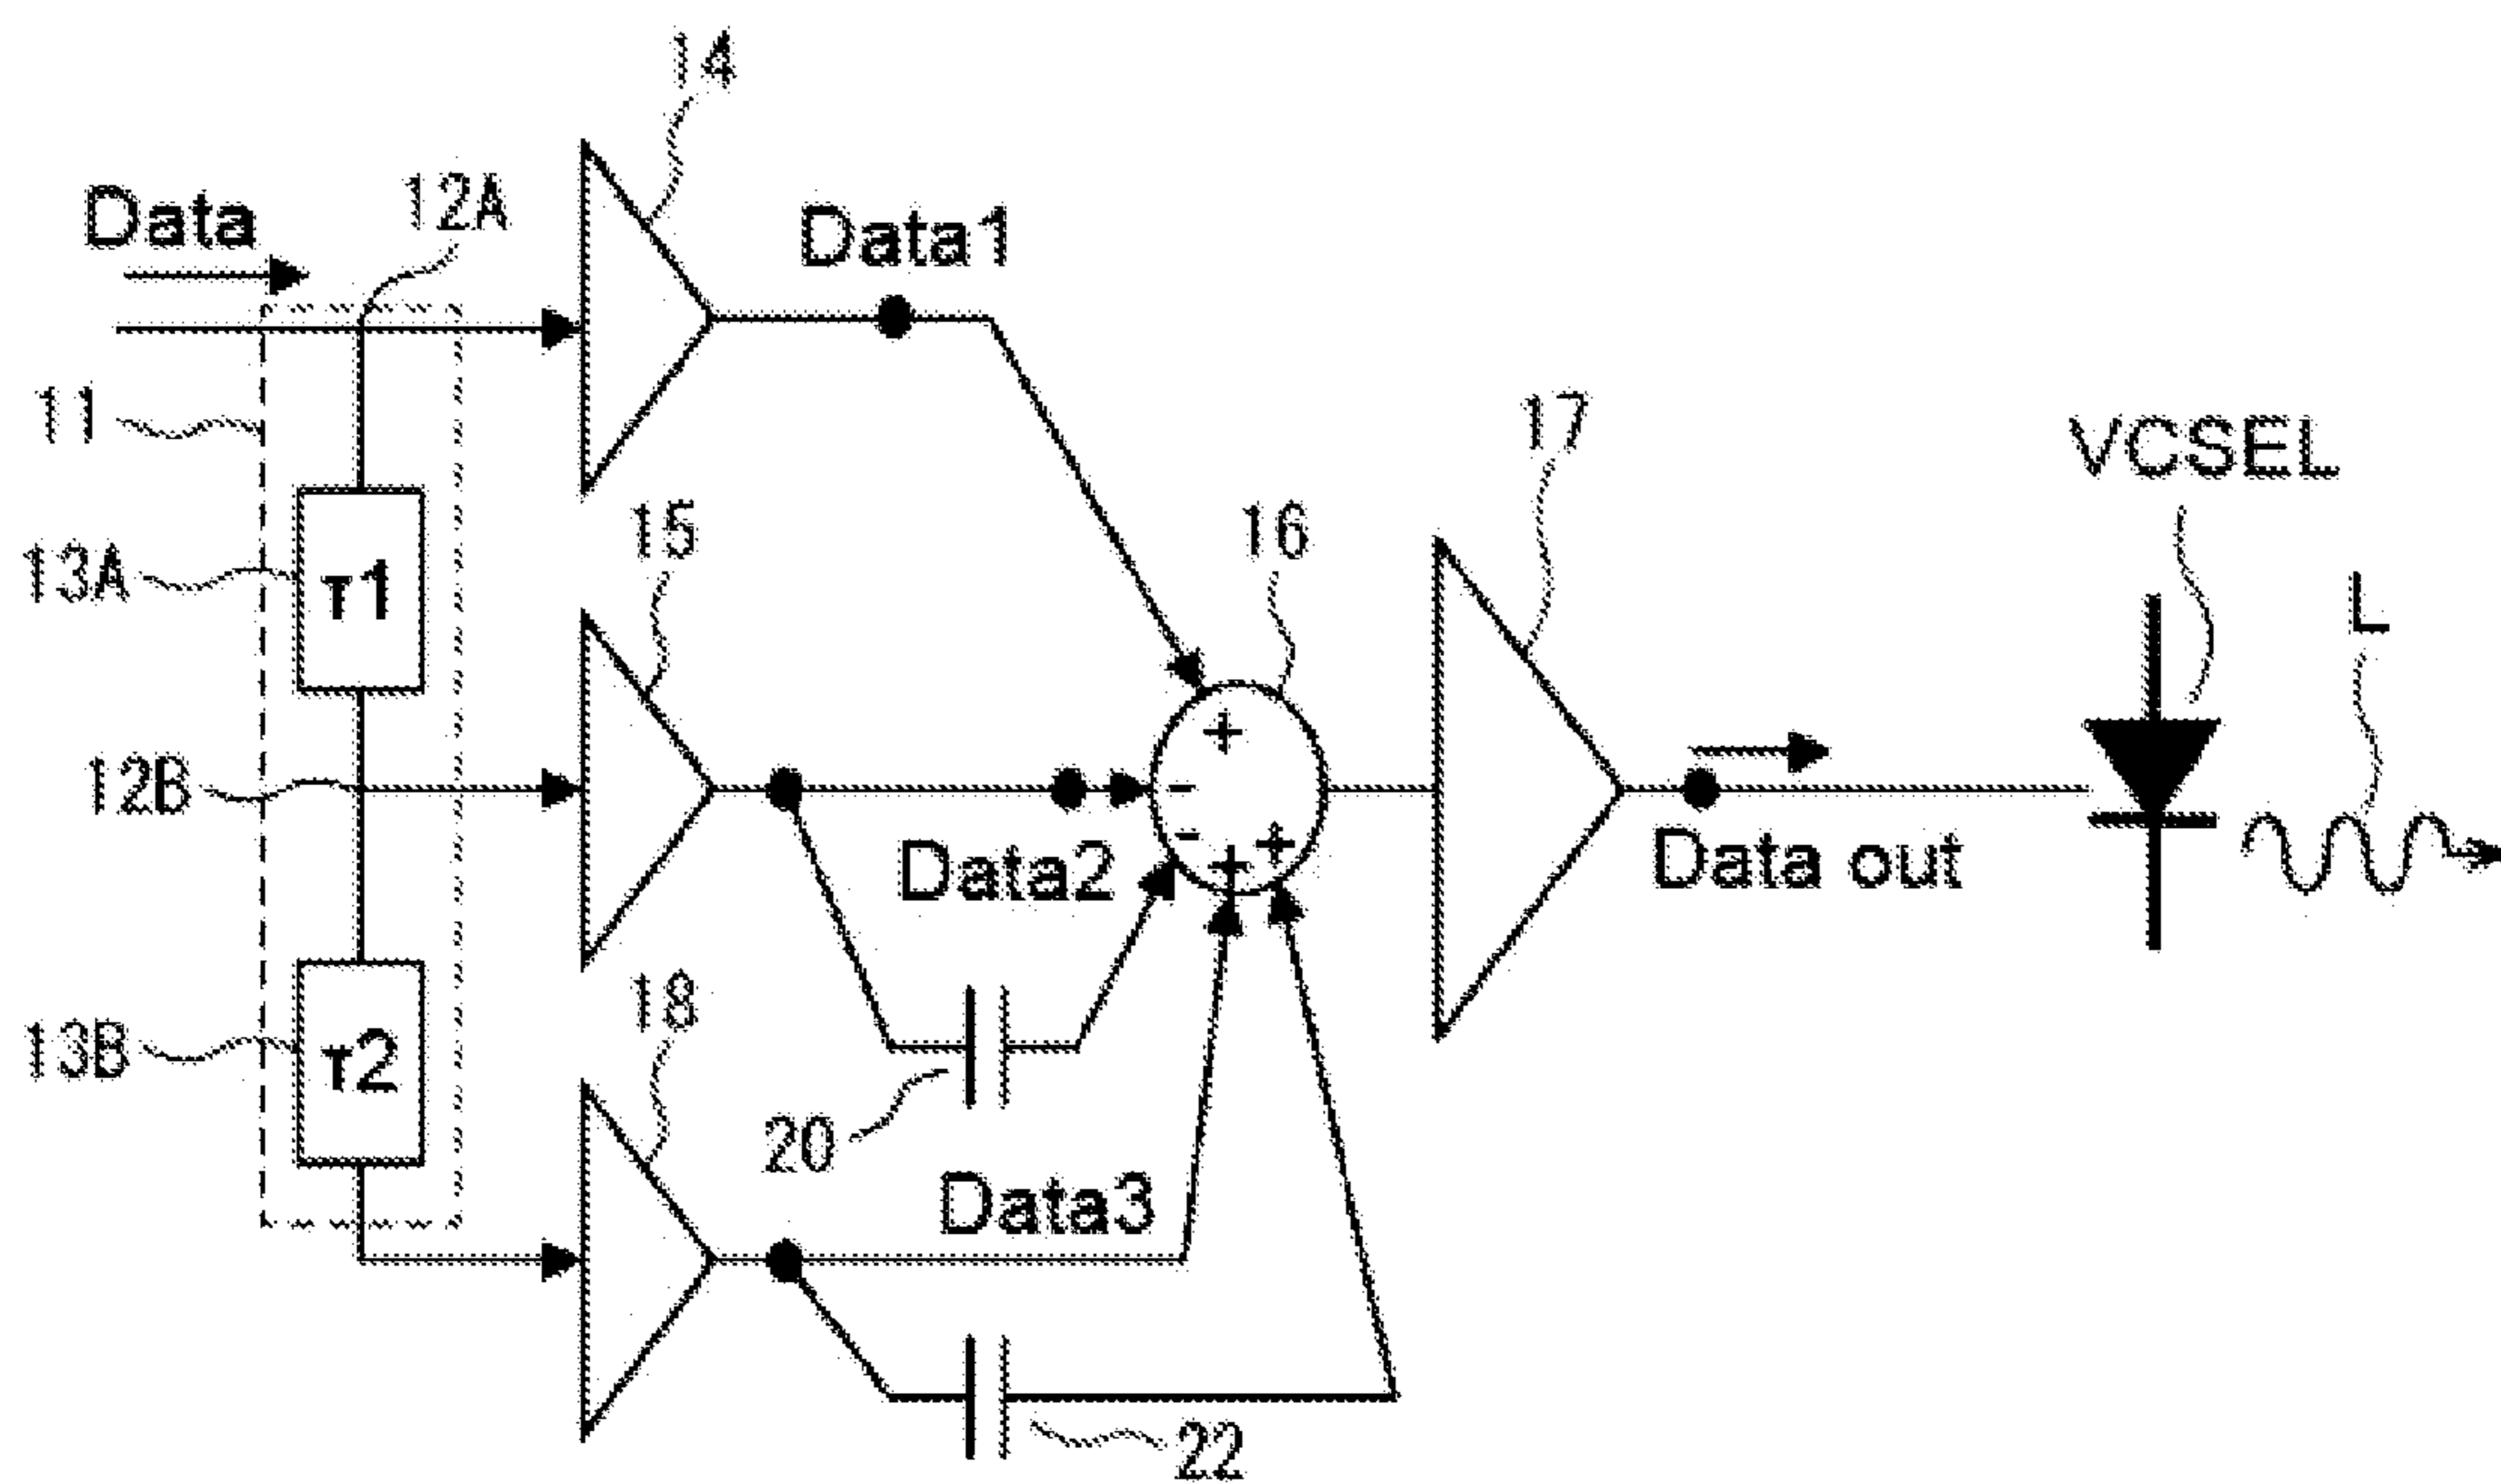 14
Data
12A
Data1
11
17
VCSEL
15
16
13A
τ1
L
12B
+
-
-
+
+
Data2
Data out
18
13B
τ2
20
Data3
22